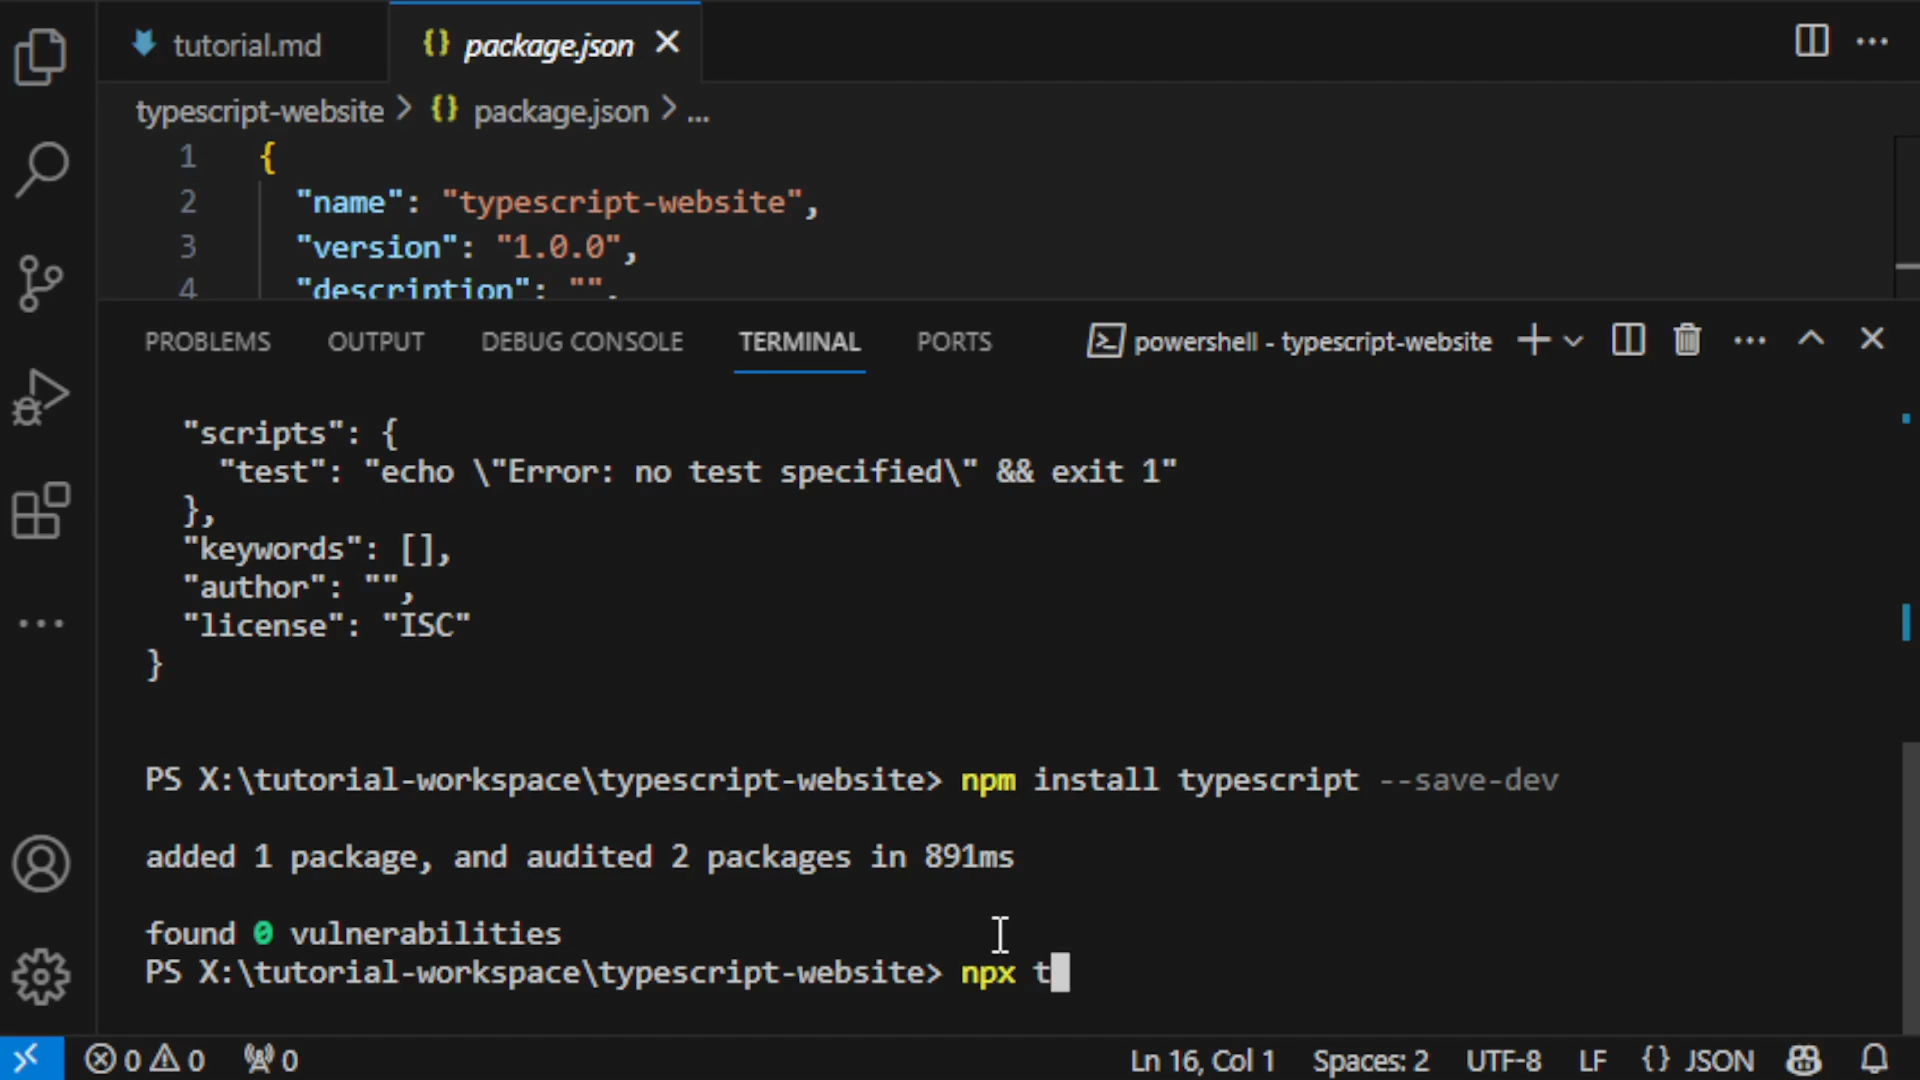 tutorial.md
{} package.json
typescript-website > {} package.json > ...
1 {
2 "name": "typescript-website",
3 "version": "1.0.0",
4 "description": "",
PROBLEMS OUTPUT DEBUG CONSOLE TERMINAL PORTS powershell - typescript-website
"scripts": {
"test": "echo \"Error: no test specified\" && exit 1"
},
"keywords": [],
"author": "",
"license": "ISC"
}
PS X:\tutorial-workspace\typescript-website> npm install typescript --save-dev
added 1 package, and audited 2 packages in 891ms
found 0 vulnerabilities
PS X:\tutorial-workspace\typescript-website> npx t
0 0 0 Ln 16, Col 1 Spaces: 2 UTF-8 LF {} JSON